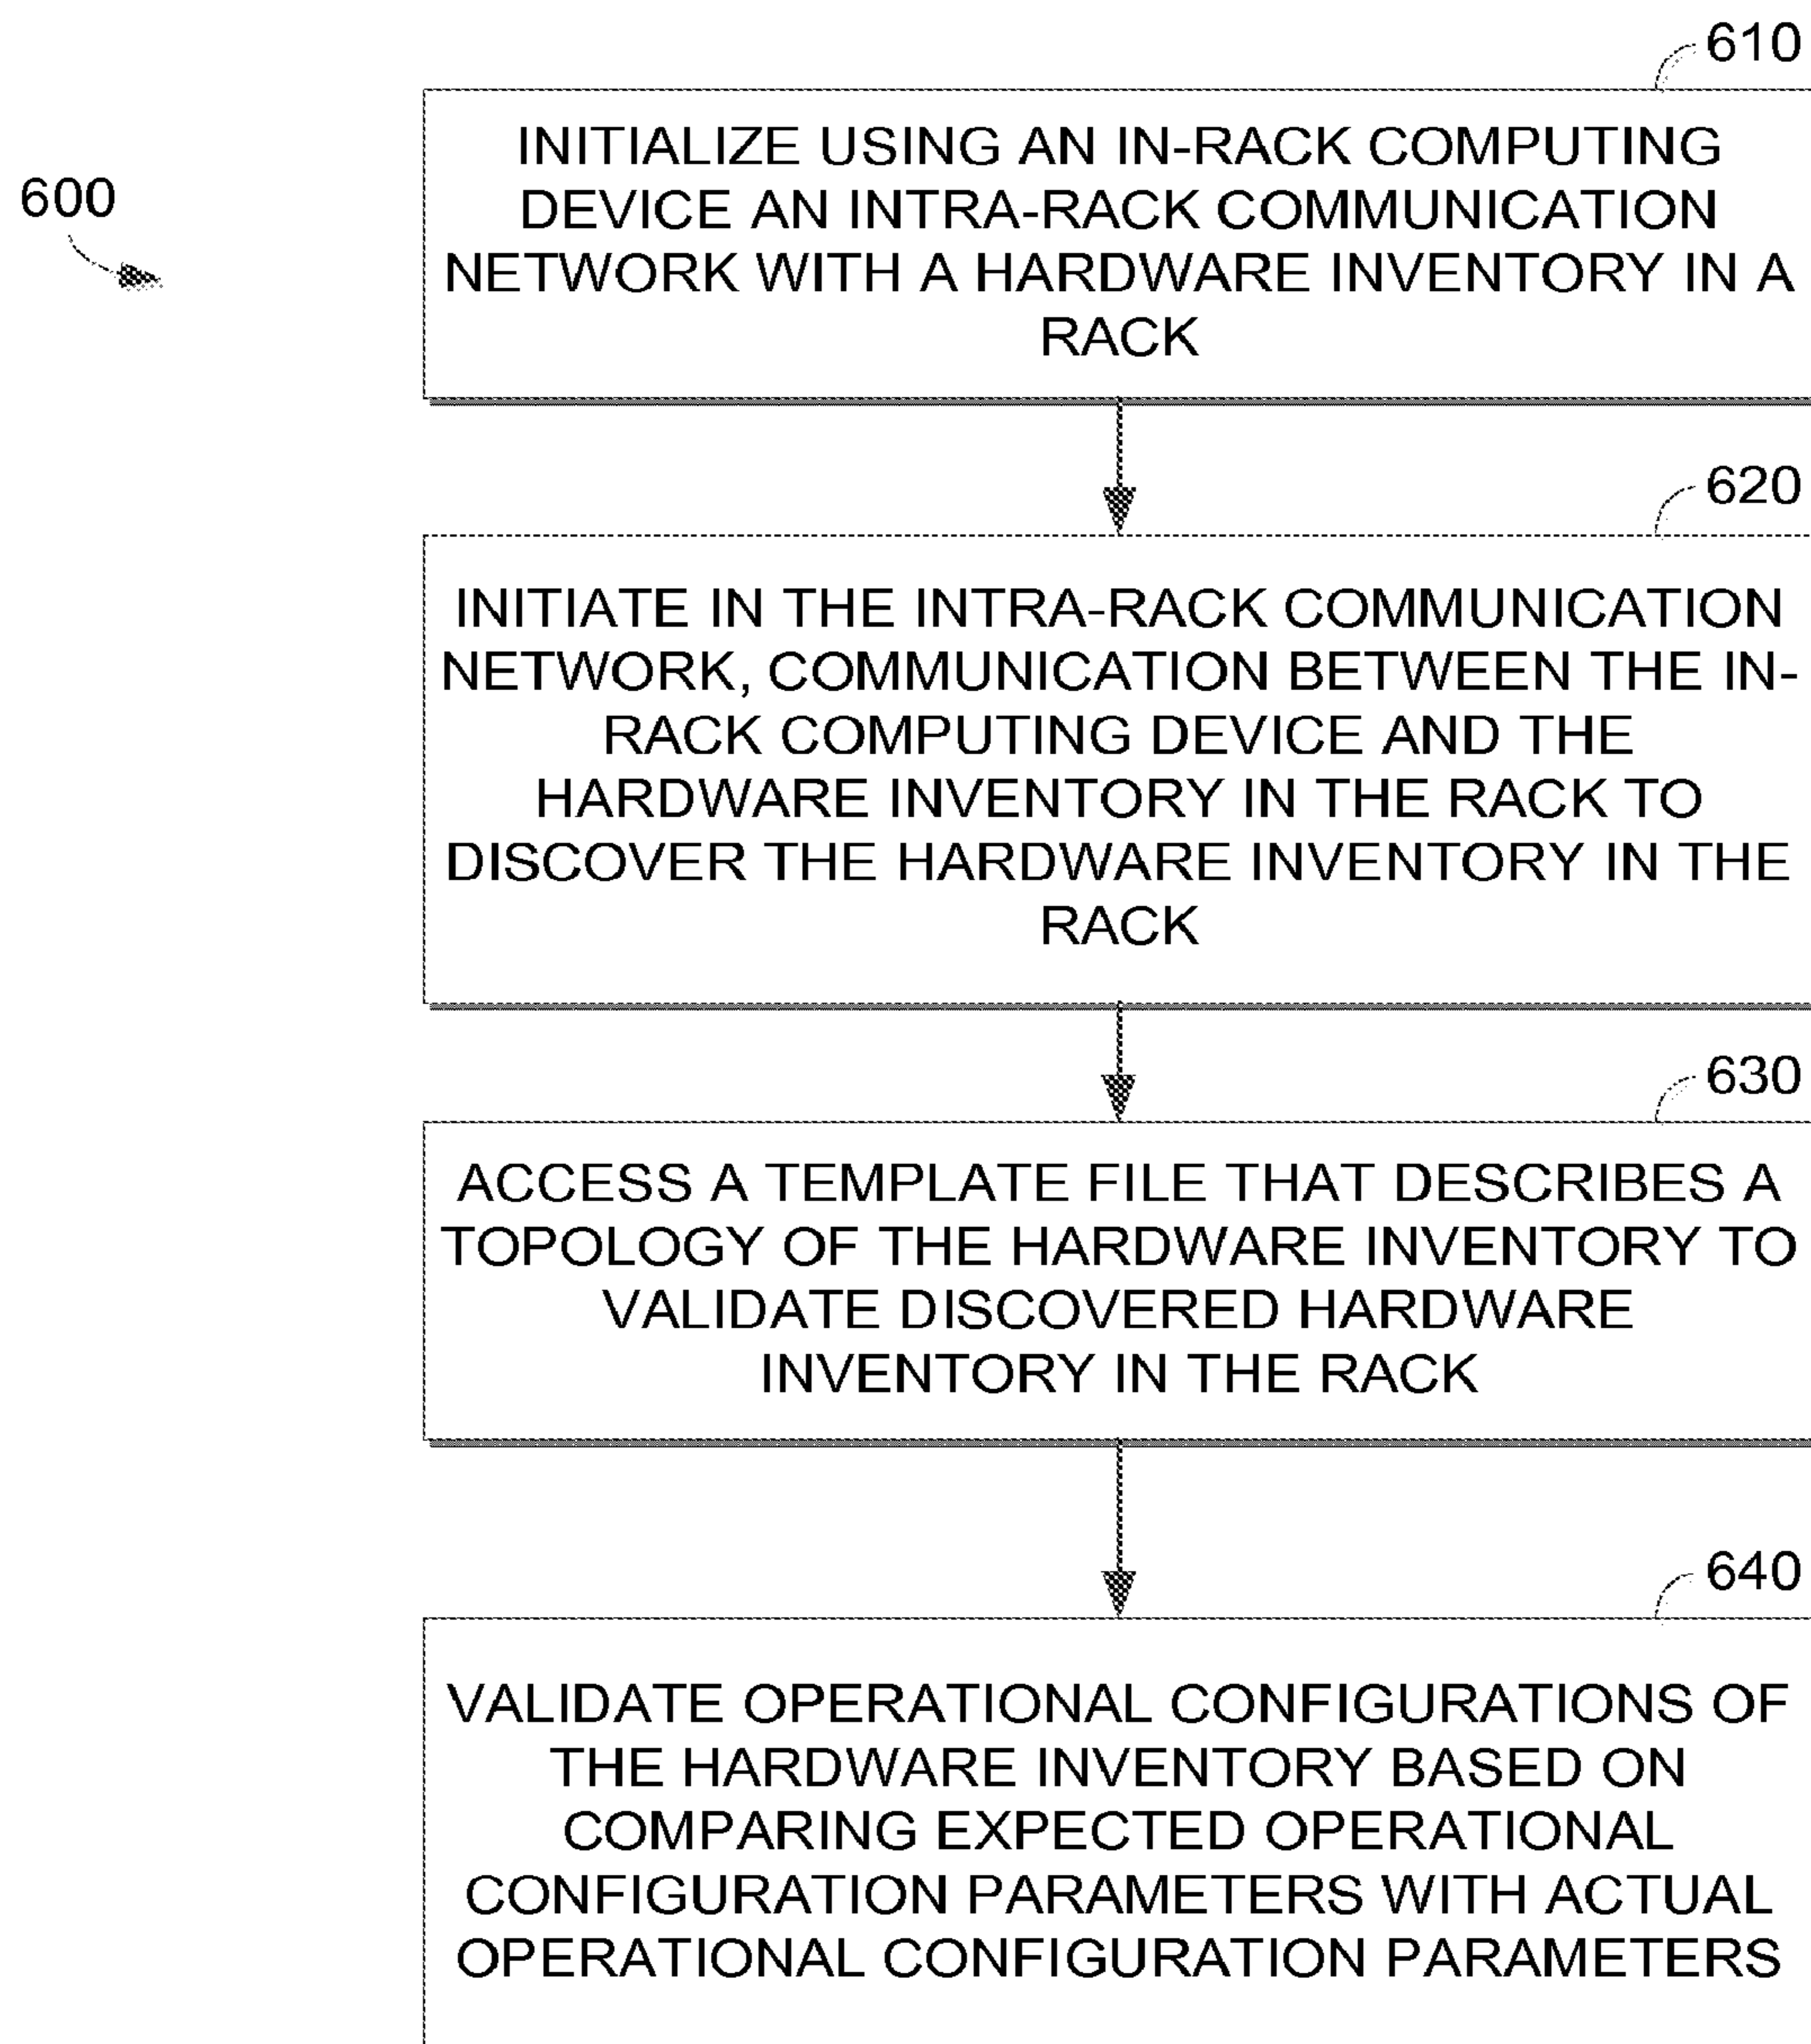 610
600
INITIALIZE USING AN IN-RACK COMPUTING
DEVICE AN INTRA-RACK COMMUNICATION
NETWORK WITH A HARDWARE INVENTORY IN A
RACK
620
INITIATE IN THE INTRA-RACK COMMUNICATION
NETWORK, COMMUNICATION BETWEEN THE IN-
RACK COMPUTING DEVICE AND THE
HARDWARE INVENTORY IN THE RACK TO
DISCOVER THE HARDWARE INVENTORY IN THE
RACK
630
ACCESS A TEMPLATE FILE THAT DESCRIBES A
TOPOLOGY OF THE HARDWARE INVENTORY TO
VALIDATE DISCOVERED HARDWARE
INVENTORY IN THE RACK
640
VALIDATE OPERATIONAL CONFIGURATIONS OF
THE HARDWARE INVENTORY BASED ON
COMPARING EXPECTED OPERATIONAL
CONFIGURATION PARAMETERS WITH ACTUAL
OPERATIONAL CONFIGURATION PARAMETERS